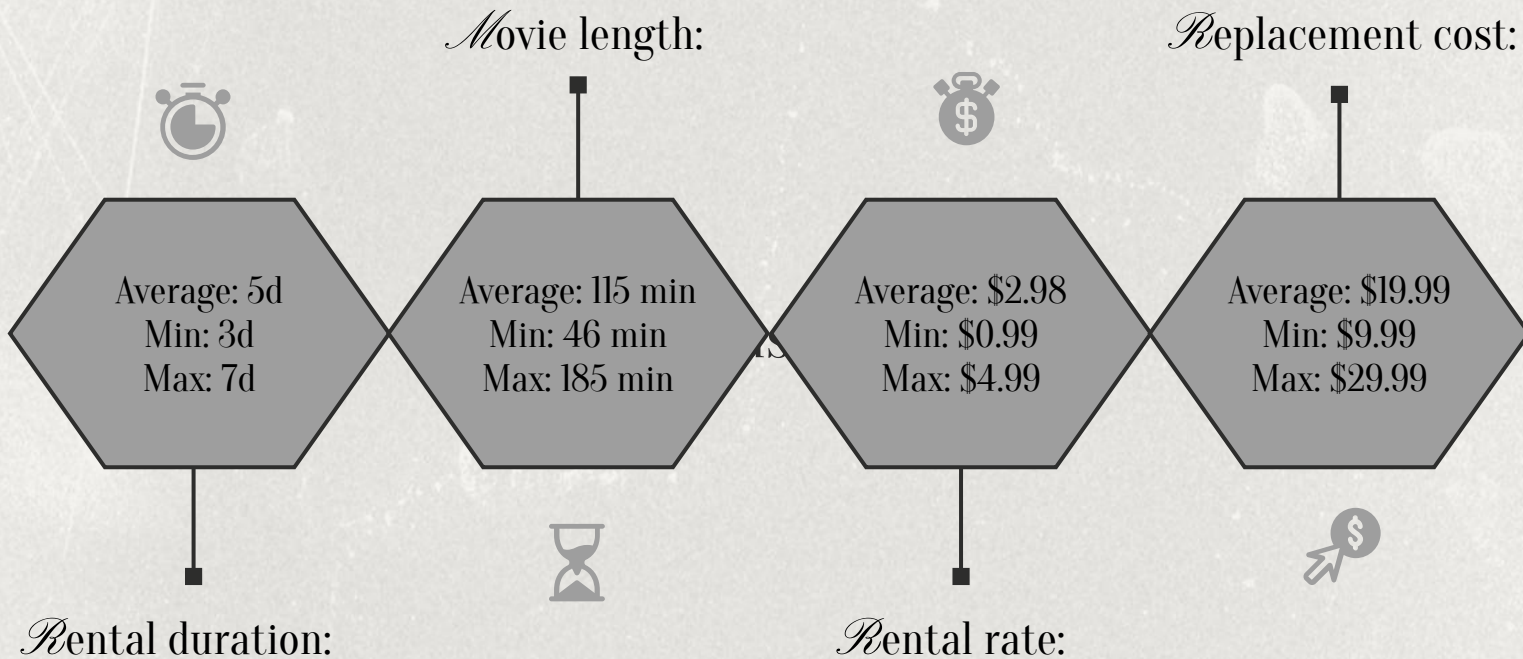 Movie length:
Replacement cost:
$
Average: 5d
Min: 3d
Max: 7d
Average: 115 min
Min: 46 min
Max: 185 min
Average: $2.98
Min: $0.99
Max: $4.99
Average: $19.99
Min: $9.99
Max: $29.99
$
Rental duration:
Rental rate: